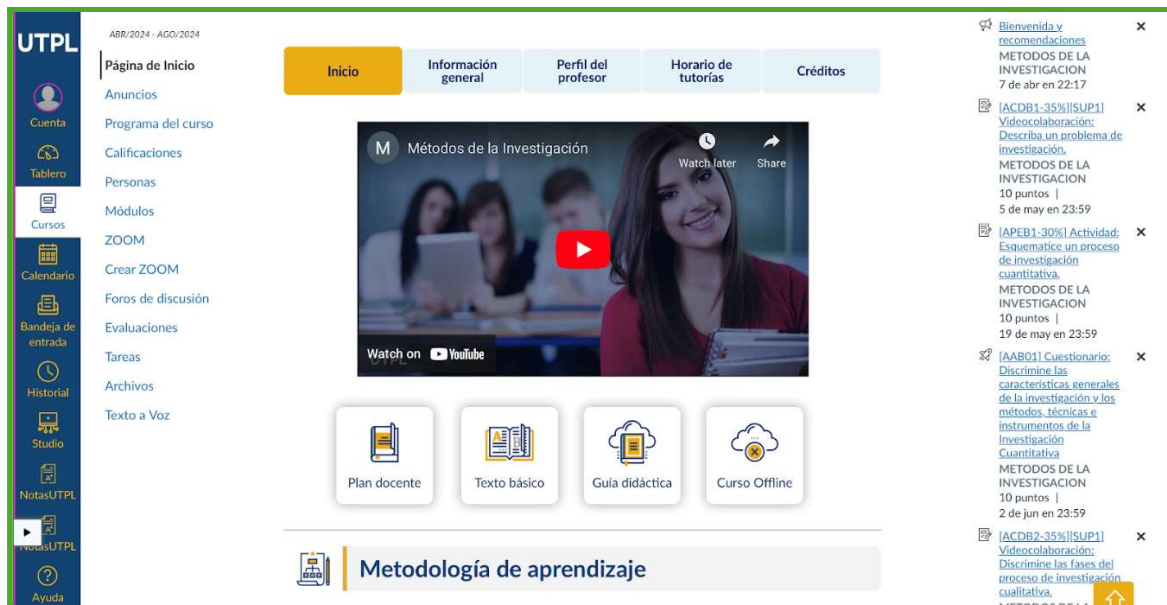 UTPL
Cuenta
Tablero
Cursos
Calendario
Bandeja de
entrada
Historial
Studio
NotasUTPL
NotasUTPL
Ayuda
ABR/2024 - AGO/2024
Página de Inicio
Anuncios
Programa del curso
Calificaciones
Personas
Módulos
ZOOM
Crear ZOOM
Foros de discusión
Evaluaciones
Tareas
Archivos
Texto a Voz
Inicio
Información
general
Perfil del
profesor
Horario de
tutorías
Créditos
M Métodos de la Investigación
Watch later
Share
Watch on YouTube
UTPL
Plan docente
Texto básico
Guía didáctica
Curso Offline
Metodología de aprendizaje
Bienvenida y
recomendaciones
METODOS DE LA
INVESTIGACION
7 de abr en 22:17
[ACDB1-35%][SUP1]
Videocolaboración:
Describa un problema de
investigación.
METODOS DE LA
INVESTIGACION
10 puntos |
5 de may en 23:59
[APEB1-30%] Actividad:
Esquematice un proceso
de investigación
cuantitativa.
METODOS DE LA
INVESTIGACION
10 puntos |
19 de may en 23:59
[AAB01] Cuestionario:
Discrimine las
características generales
de la investigación y los
métodos, técnicas e
instrumentos de la
Investigación
Cuantitativa
METODOS DE LA
INVESTIGACION
10 puntos |
2 de jun en 23:59
[ACDB2-35%][SUP1]
Videocolaboración:
Discrimine las fases del
proceso de investigación
cualitativa.
METODOS DE LA